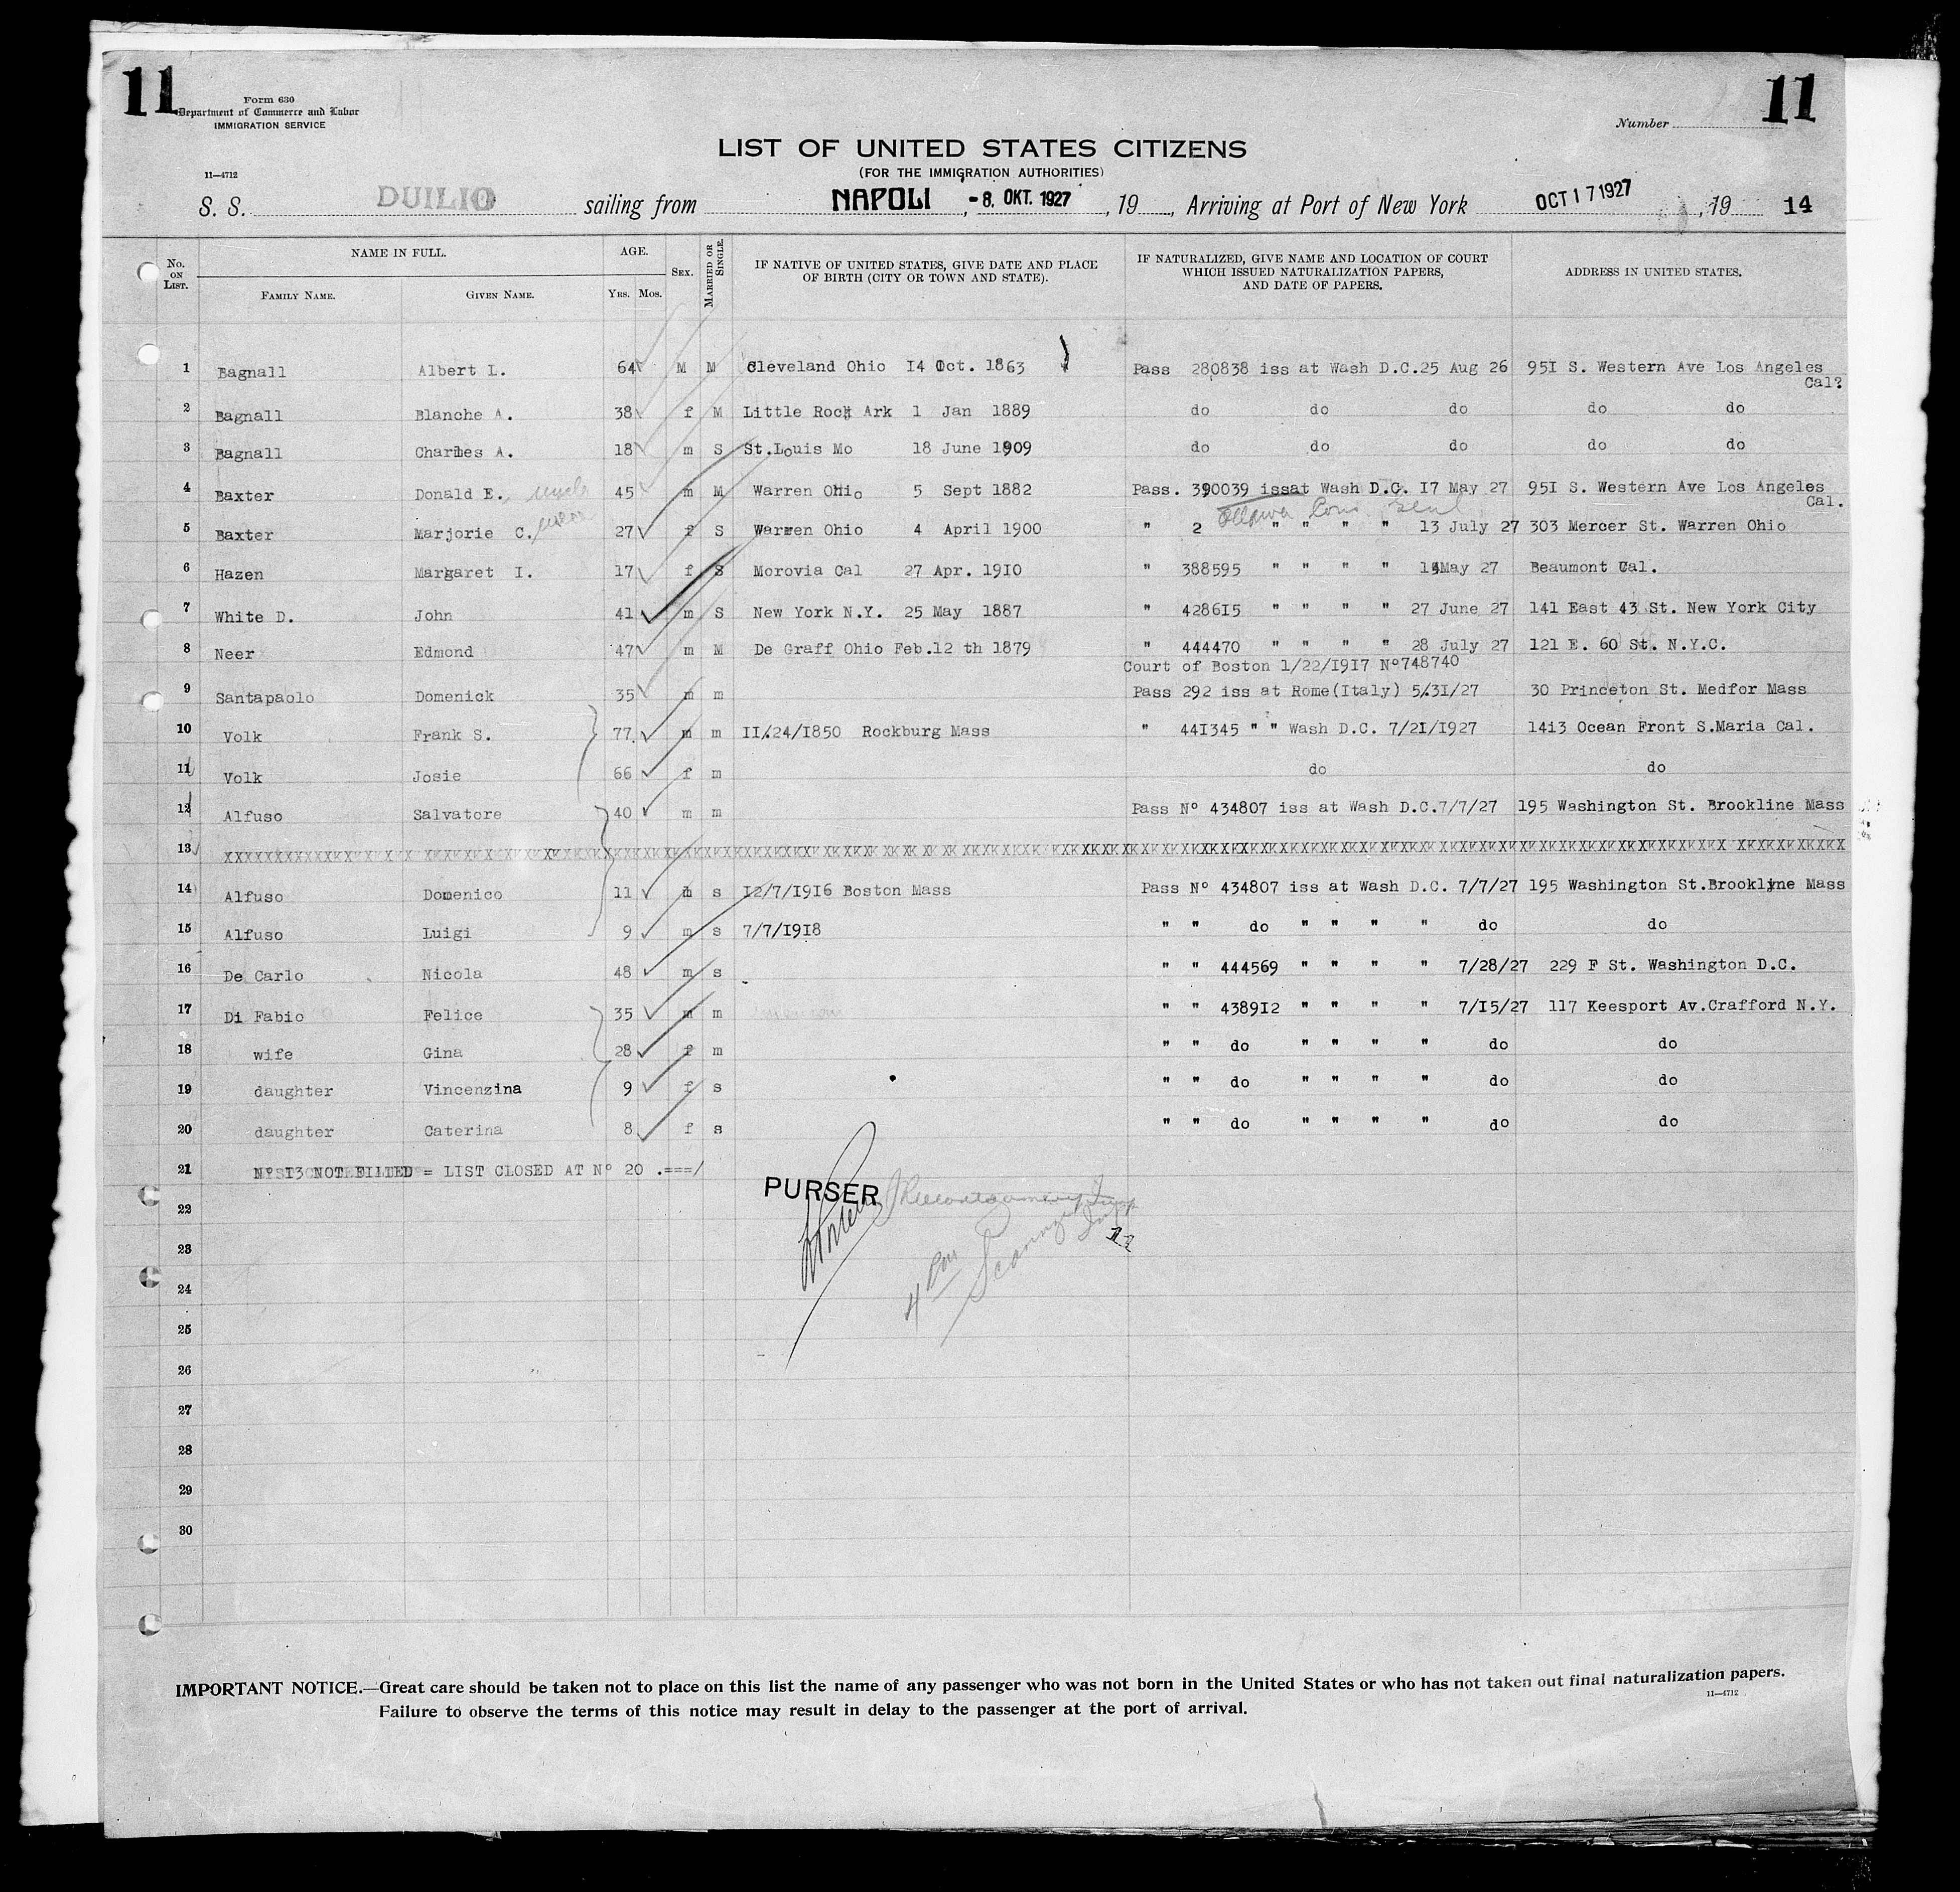 11
11
Form 630
Department of Commerce and Labor
IMMIGRATION SERVICE
Number
LIST OF UNITED STATES CITIZENS
(FOR THE IMMIGRATION AUTHORITIES)
11—4712
S. S. DUILIO sailing from NAPOLI, -8. OKT. 1927, 19, Arriving at Port of New York OCT 17 1927, 19 14
No. ON LIST. NAME IN FULL. FAMILY NAME. GIVEN NAME. AGE. YRS. MOS. SEX. MARRIED OR SINGLE. IF NATIVE OF UNITED STATES, GIVE DATE AND PLACE OF BIRTH (CITY OR TOWN AND STATE). IF NATURALIZED, GIVE NAME AND LOCATION OF COURT WHICH ISSUED NATURALIZATION PAPERS, AND DATE OF PAPERS. ADDRESS IN UNITED STATES.
1 Bagnall Albert L. 64 M M Cleveland Ohio 14 Oct. 1863 Pass 280838 iss at Wash D.C.25 Aug 26 951 S. Western Ave Los Angeles
Cal?
2 Bagnall Blanche A. 38 f M Little Rock Ark 1 Jan 1889 do do do do do
3 Bagnall Charles A. 18 m S St.Louis Mo 18 June 1909 do do do do do
4 Baxter Donald E. uncle 45 m M Warren Ohio 5 Sept 1882 Pass. 390039 issat Wash D.C. 17 May 27 951 S. Western Ave Los Angeles
Cal.
5 Baxter Marjorie C. niece 27 f S Warren Ohio 4 April 1900 " 2 " " " " 13 July 27 303 Mercer St. Warren Ohio
6 Hazen Margaret I. 17 f S Morovia Cal 27 Apr. 1910 " 388595 " " " " 14May 27 Beaumont Cal.
7 White D. John 41 m S New York N.Y. 25 May 1887 " 428615 " " " " 27 June 27 141 East 43 St. New York City
8 Neer Edmond 47 m M De Graff Ohio Feb.12 th 1879 " 444470 " " " " 28 July 27 121 E. 60 St. N.Y.C.
Court of Boston 1/22/1917 Nº748740
9 Santapaolo Domenick 35 m m Pass 292 iss at Rome(Italy) 5/31/27 30 Princeton St. Medfor Mass
10 Volk Frank S. 77 m m 11/24/1850 Rockburg Mass " 441345 " " Wash D.C. 7/21/1927 1413 Ocean Front S.Maria Cal.
11 Volk Josie 66 f m do do
12 Alfuso Salvatore 40 m m Pass Nº 434807 iss at Wash D.C.7/7/27 195 Washington St. Brookline Mass
13
14 Alfuso Domenico 11 m s 12/7/1916 Boston Mass Pass Nº 434807 iss at Wash D.C. 7/7/27 195 Washington St.Brookline Mass
15 Alfuso Luigi 9 m s 7/7/1918 " " do " " " " do do
16 De Carlo Nicola 48 m s " " 444569 " " " " 7/28/27 229 F St. Washington D.C.
17 Di Fabio Felice 35 m m " " 438912 " " " " 7/15/27 117 Keesport Av.Crafford N.Y.
18 wife Gina 28 f m " " do " " " " do do
19 daughter Vincenzina 9 f s " " do " " " " do do
20 daughter Caterina 8 f s " " do " " " " do do
21 Nº 13 NOT FILLED = LIST CLOSED AT Nº 20 .===/
PURSER
22
23
24
25
26
27
28
29
30
IMPORTANT NOTICE.—Great care should be taken not to place on this list the name of any passenger who was not born in the United States or who has not taken out final naturalization papers.
11—4712
Failure to observe the terms of this notice may result in delay to the passenger at the port of arrival.